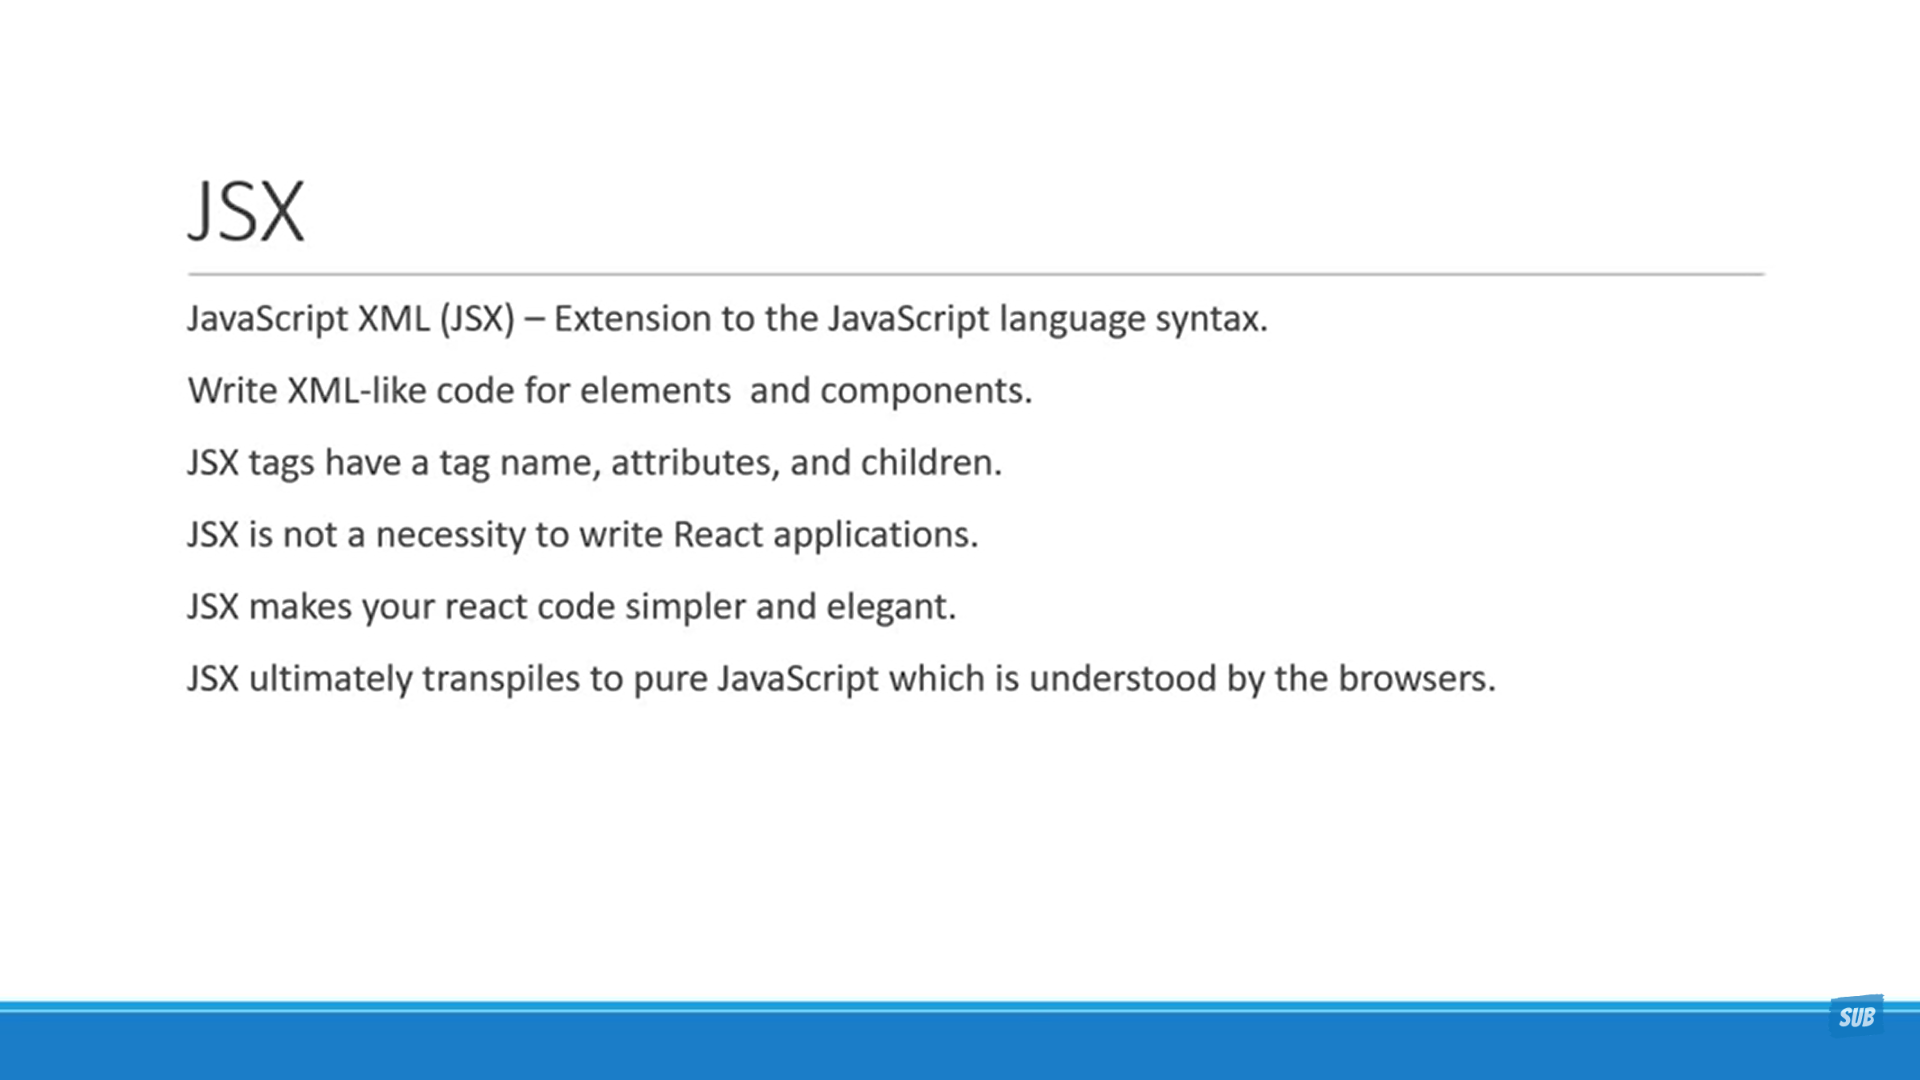 JSX
JavaScript XML (JSX) – Extension to the JavaScript language syntax.
Write XML-like code for elements  and components.
JSX tags have a tag name, attributes, and children.
JSX is not a necessity to write React applications.
JSX makes your react code simpler and elegant.
JSX ultimately transpiles to pure JavaScript which is understood by the browsers.
SUB